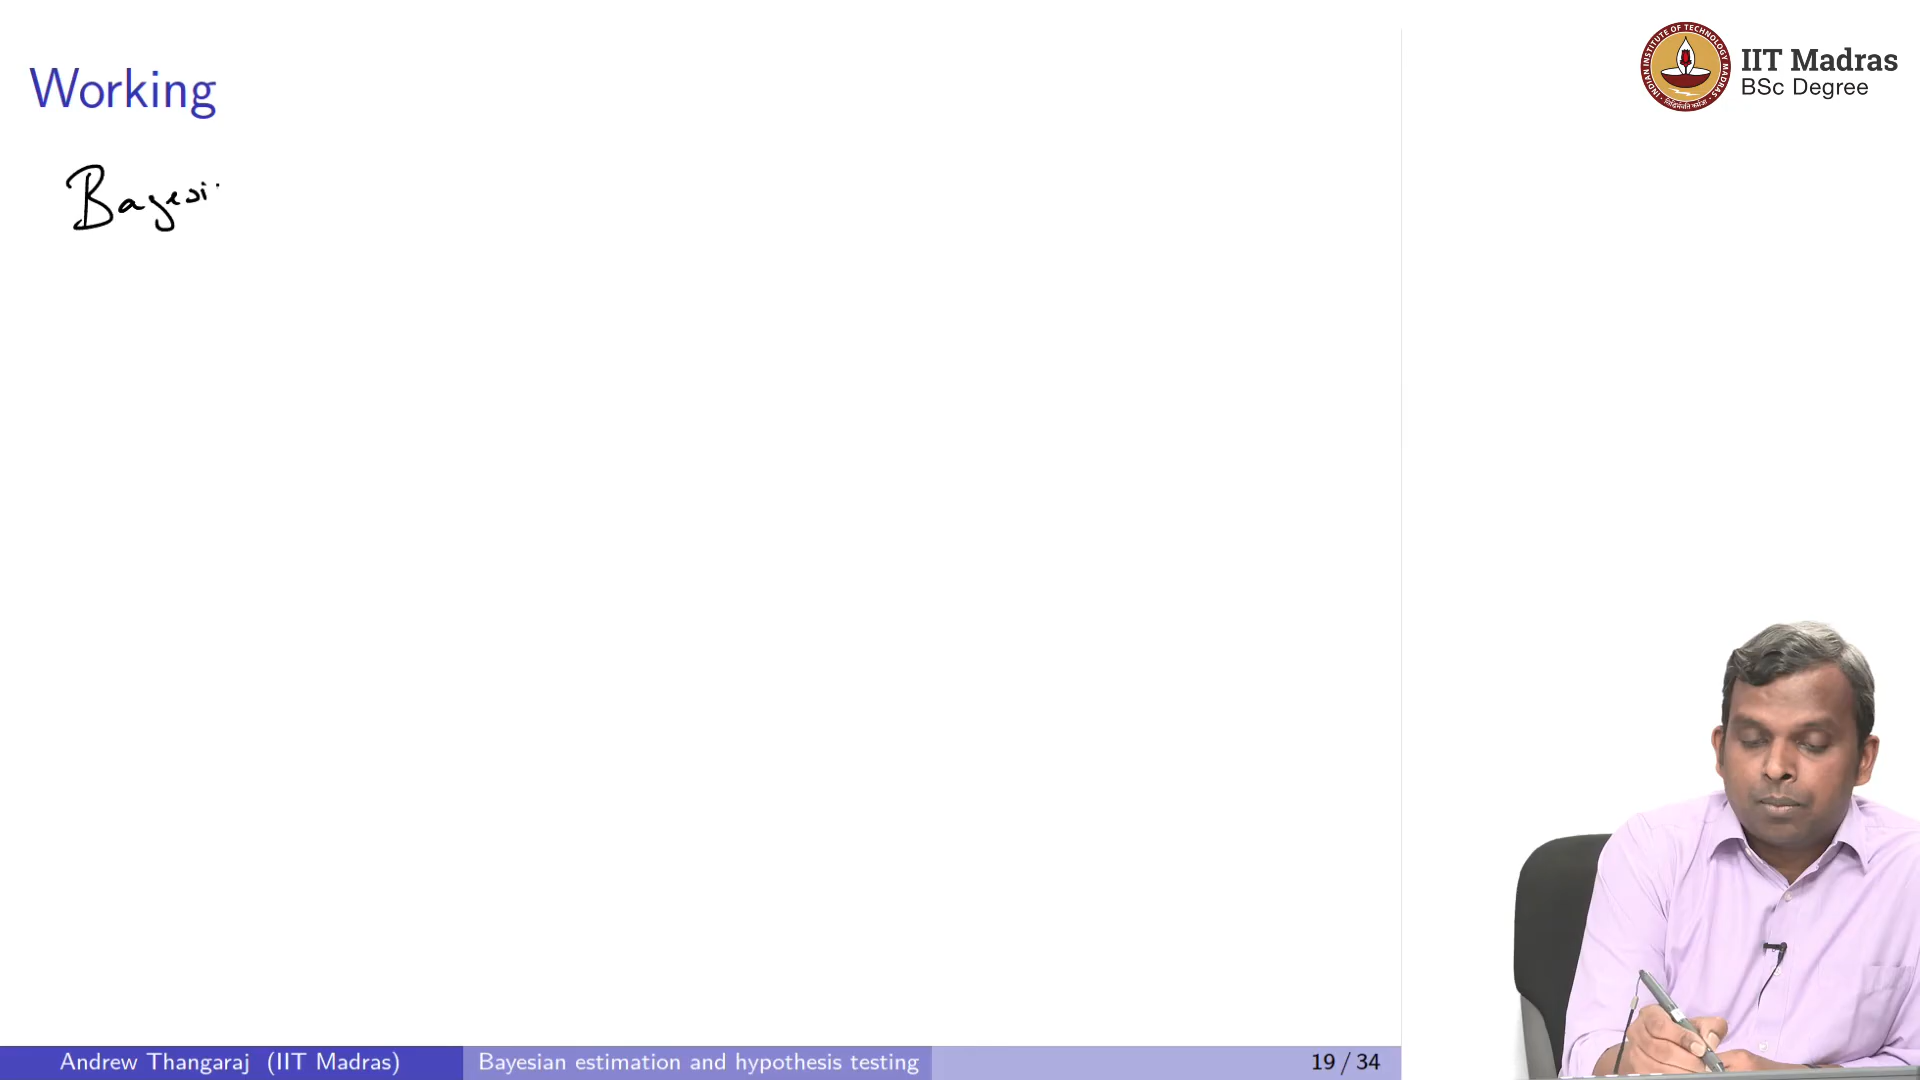 Working
IIT Madras
BSc Degree
Bayesi
Andrew Thangaraj (IIT Madras)
Bayesian estimation and hypothesis testing
19 / 34